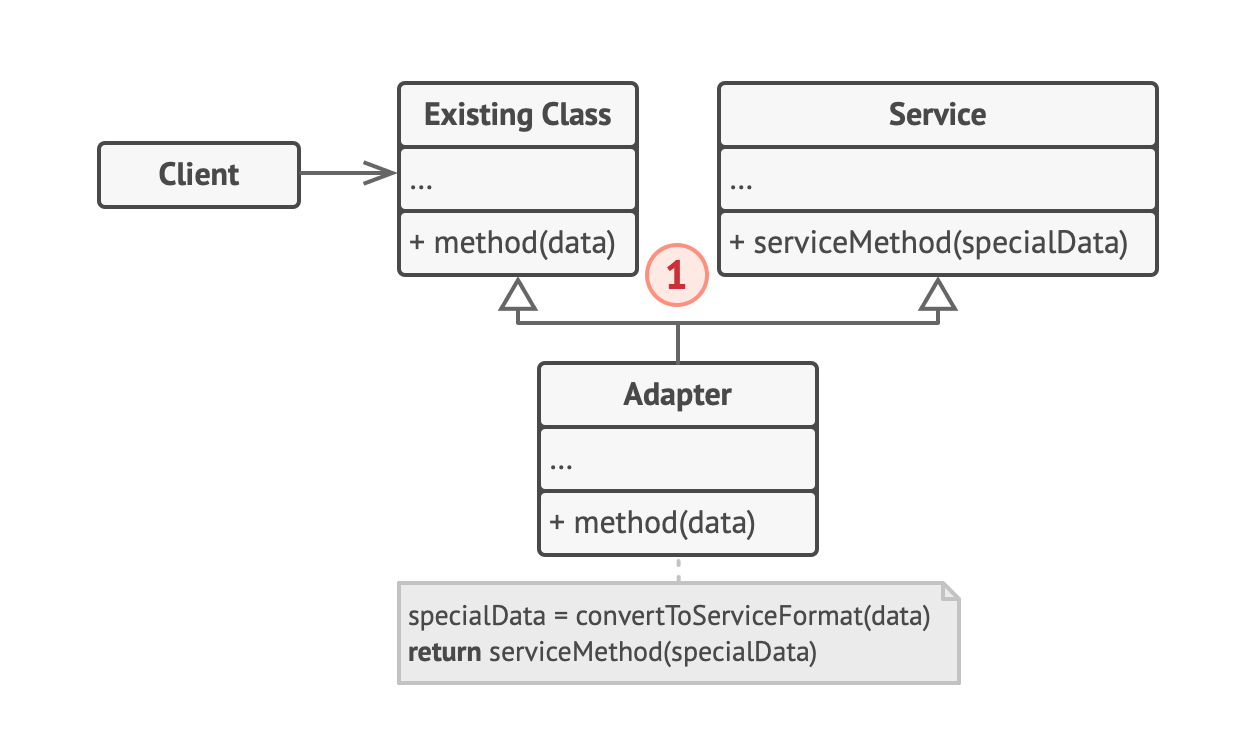 Client
Existing Class
...
+ method(data)
Service
...
+ serviceMethod(specialData)
1
Adapter
...
+ method(data)
specialData = convertToServiceFormat(data)
return serviceMethod(specialData)